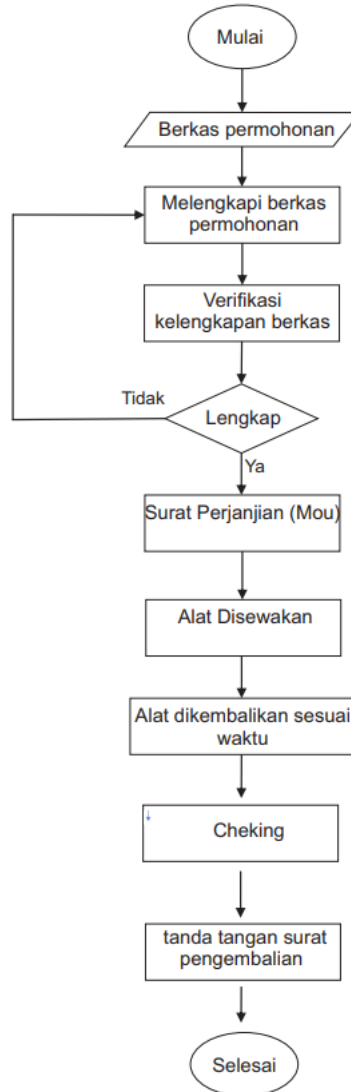 Mulai
Berkas permohonan
Melengkapi berkas
permohonan
Verifikasi
kelengkapan berkas
Tidak
Lengkap
Ya
Surat Perjanjian (Mou)
Alat Disewakan
Alat dikembalikan sesuai
waktu
Cheking
tanda tangan surat
pengembalian
Selesai